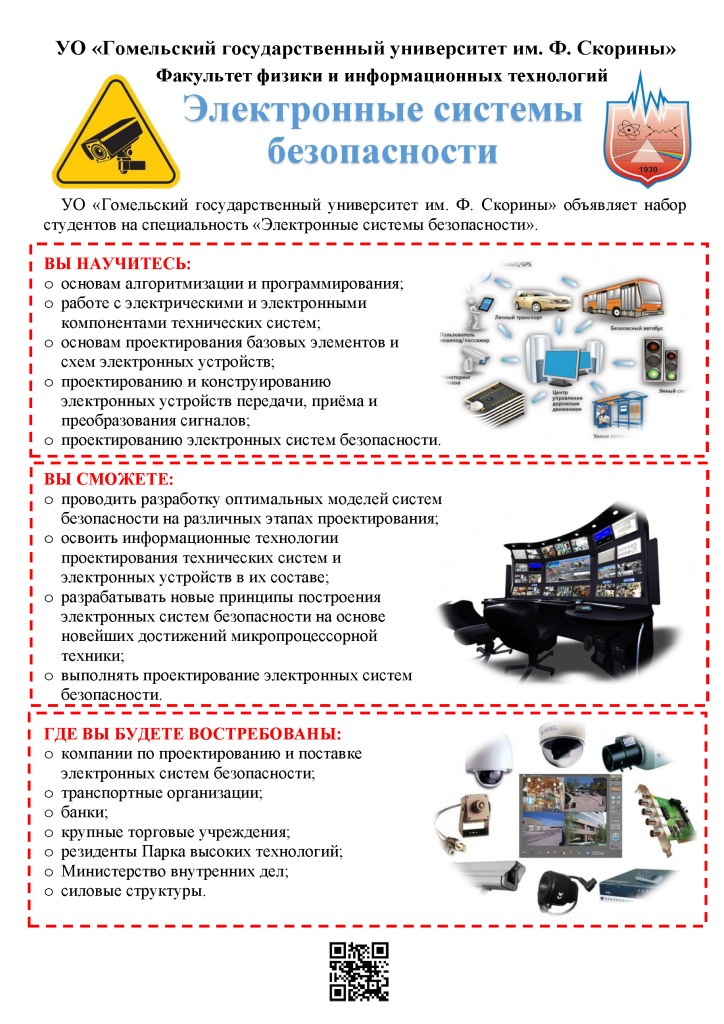 УО «Гомельский государственный университет им. Ф. Скорины»
Факультет физики и информационных технологий
Электронные системы
безопасности
1930
УО «Гомельский государственный университет им. Ф. Скорины» объявляет набор
студентов на специальность «Электронные системы безопасности».
ВЫ НАУЧИТЕСЬ:
o основам алгоритмизации и программирования;
o работе с электрическими и электронными
компонентами технических систем;
o основам проектирования базовых элементов и
схем электронных устройств;
o проектированию и конструированию
электронных устройств передачи, приёма и
преобразования сигналов;
o проектированию электронных систем безопасности.
Личный транспорт
Безопасный автобус
Пользователь
Центр
управления
дорожным
движением
ВЫ СМОЖЕТЕ:
o проводить разработку оптимальных моделей систем
безопасности на различных этапах проектирования;
o освоить информационные технологии
проектирования технических систем и
электронных устройств в их составе;
o разрабатывать новые принципы построения
электронных систем безопасности на основе
новейших достижений микропроцессорной
техники;
o выполнять проектирование электронных систем
безопасности.
ГДЕ ВЫ БУДЕТЕ ВОСТРЕБОВАНЫ:
o компании по проектированию и поставке
электронных систем безопасности;
o транспортные организации;
o банки;
o крупные торговые учреждения;
o резиденты Парка высоких технологий;
o Министерство внутренних дел;
o силовые структуры.